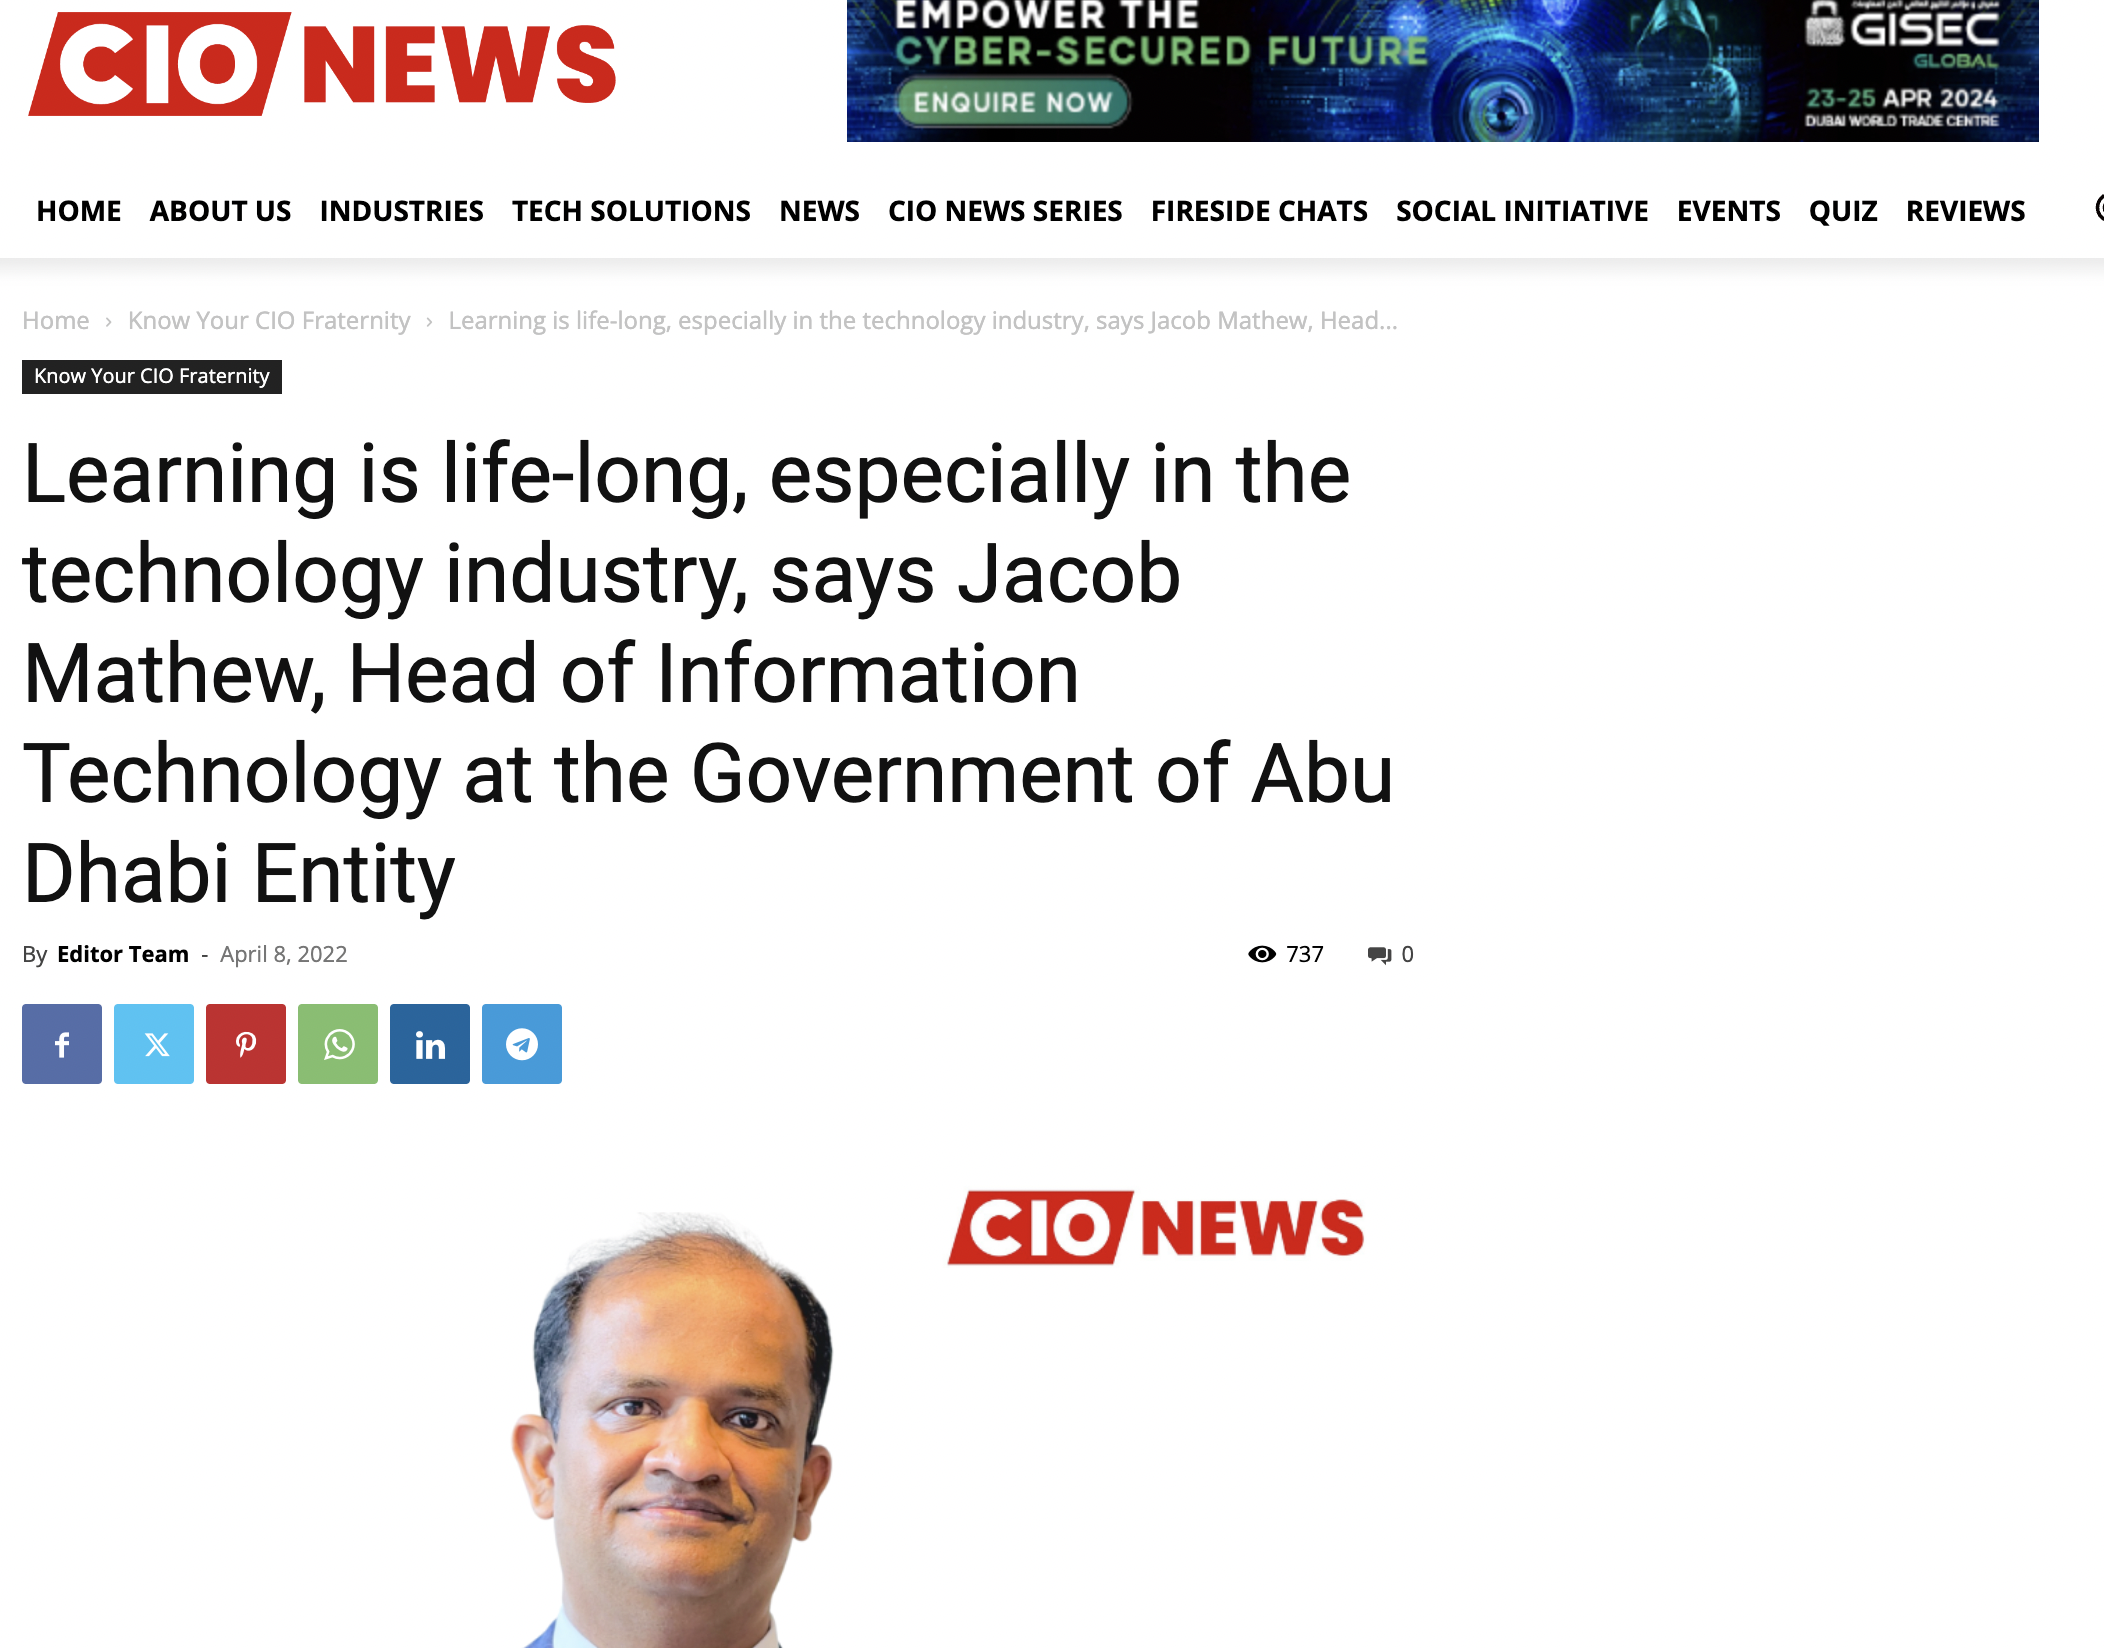 CIO NEWS
EMPOWER THE
CYBER-SECURED FUTURE
ENQUIRE NOW
GISEC
GLOBAL
23-25 APR 2024
DUBAI WORLD TRADE CENTRE
HOME ABOUT US INDUSTRIES TECH SOLUTIONS NEWS CIO NEWS SERIES FIRESIDE CHATS SOCIAL INITIATIVE EVENTS QUIZ REVIEWS
Home › Know Your CIO Fraternity › Learning is life-long, especially in the technology industry, says Jacob Mathew, Head...
Know Your CIO Fraternity
Learning is life-long, especially in the
technology industry, says Jacob
Mathew, Head of Information
Technology at the Government of Abu
Dhabi Entity
By Editor Team - April 8, 2022 737 0
CIO NEWS